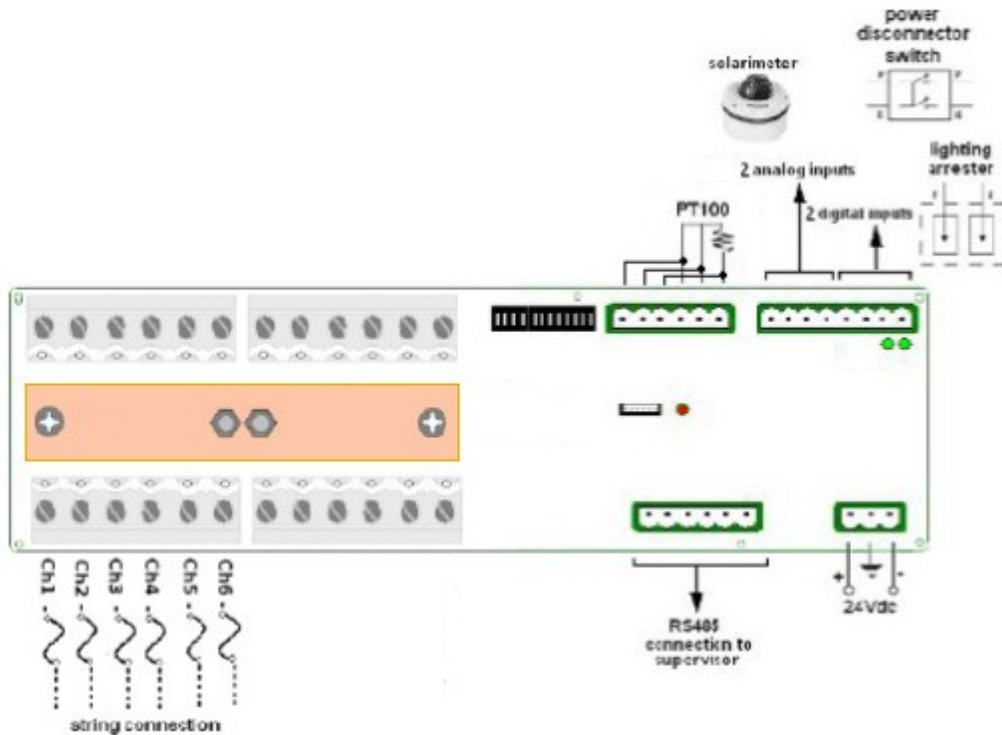 power
disconnector
switch
solarimeter
lighting
arrester
2 analog inputs
PT100
2 digital inputs
Ch1
Ch2
Ch3
Ch4
Ch5
Ch6
+
-
24Vdc
RS485
connection to
supervisor
string connection